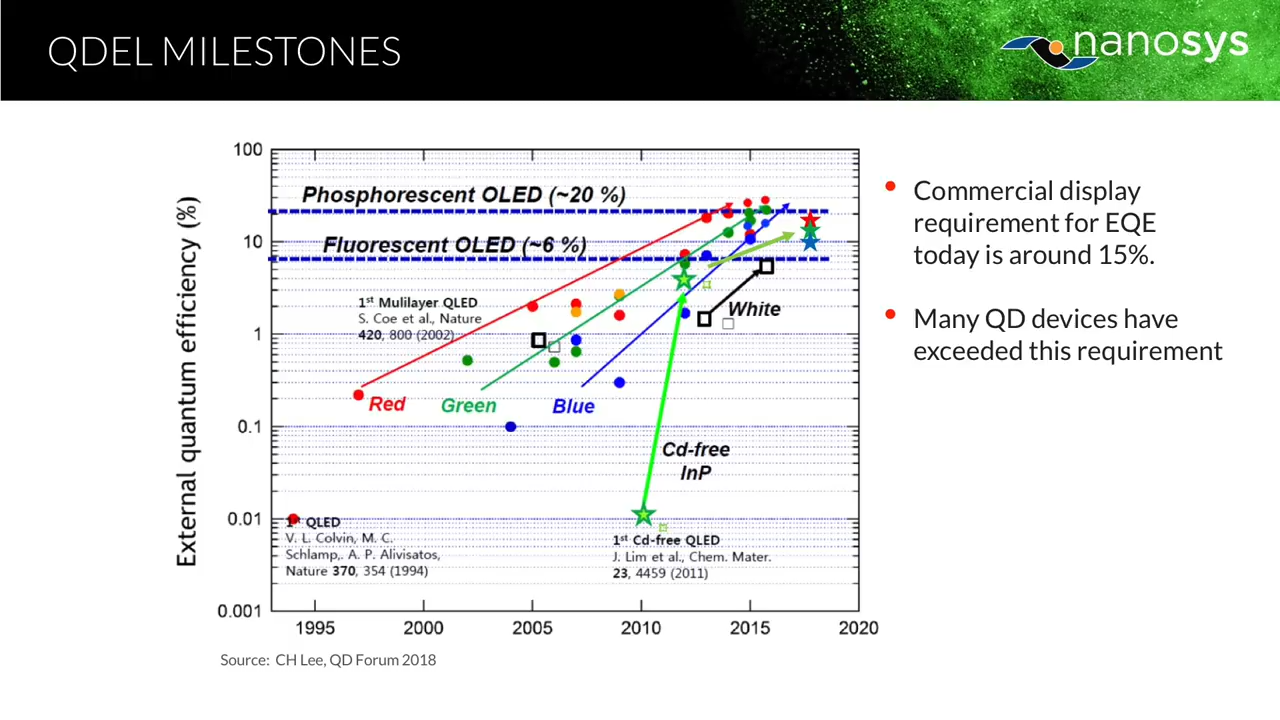 QDEL MILESTONES
nanosys
External quantum efficiency (%)
100
10
1
0.1
0.01
0.001
1995
2000
2005
2010
2015
2020
Phosphorescent OLED (~20 %)
Fluorescent OLED (~6 %)
1st Mulilayer QLED
S. Coe et al., Nature
420, 800 (2002)
White
Red
Green
Blue
Cd-free
InP
1st QLED
V. L. Colvin, M. C.
Schlamp,. A. P. Alivisatos,
Nature 370, 354 (1994)
1st Cd-free QLED
J. Lim et al., Chem. Mater.
23, 4459 (2011)
Source: CH Lee, QD Forum 2018
• Commercial display
requirement for EQE
today is around 15%.
• Many QD devices have
exceeded this requirement